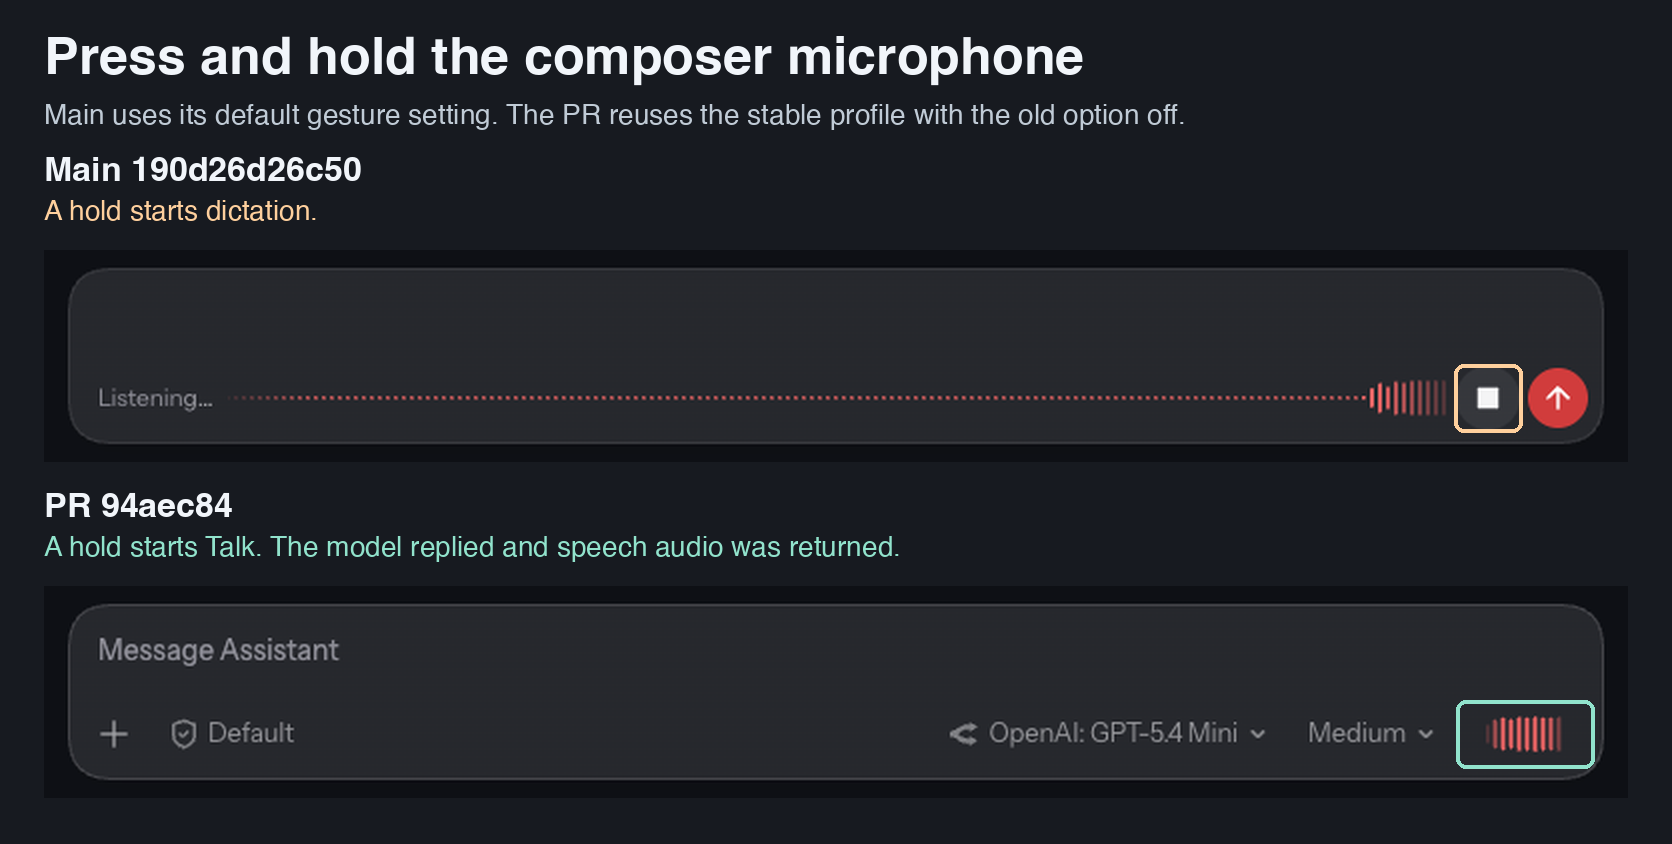 Press and hold the composer microphone
Main uses its default gesture setting. The PR reuses the stable profile with the old option off.
Main 190d26d26c50
A hold starts dictation.
Listening...
PR 94aec84
A hold starts Talk. The model replied and speech audio was returned.
Message Assistant
Default OpenAI: GPT-5.4 Mini Medium